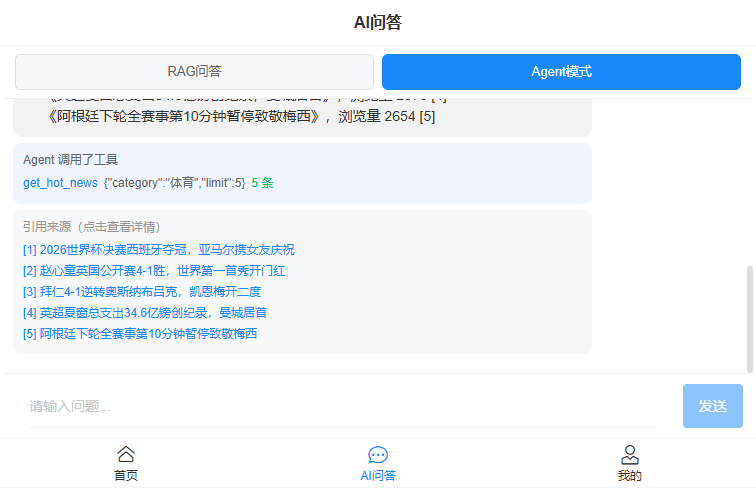 AI问答
RAG问答
Agent模式
《阿根廷下轮全赛事第10分钟暂停致敬梅西》，浏览量 2654 [5]
Agent 调用了工具
get_hot_news {"category":"体育","limit":5} 5 条
引用来源（点击查看详情）
[1] 2026世界杯决赛西班牙夺冠，亚马尔携女友庆祝
[2] 赵心童英国公开赛4-1胜，世界第一首秀开门红
[3] 拜仁4-1逆转奥斯纳布吕克，凯恩梅开二度
[4] 英超夏窗总支出34.6亿镑创纪录，曼城居首
[5] 阿根廷下轮全赛事第10分钟暂停致敬梅西
请输入问题...
发送
首页
AI问答
我的